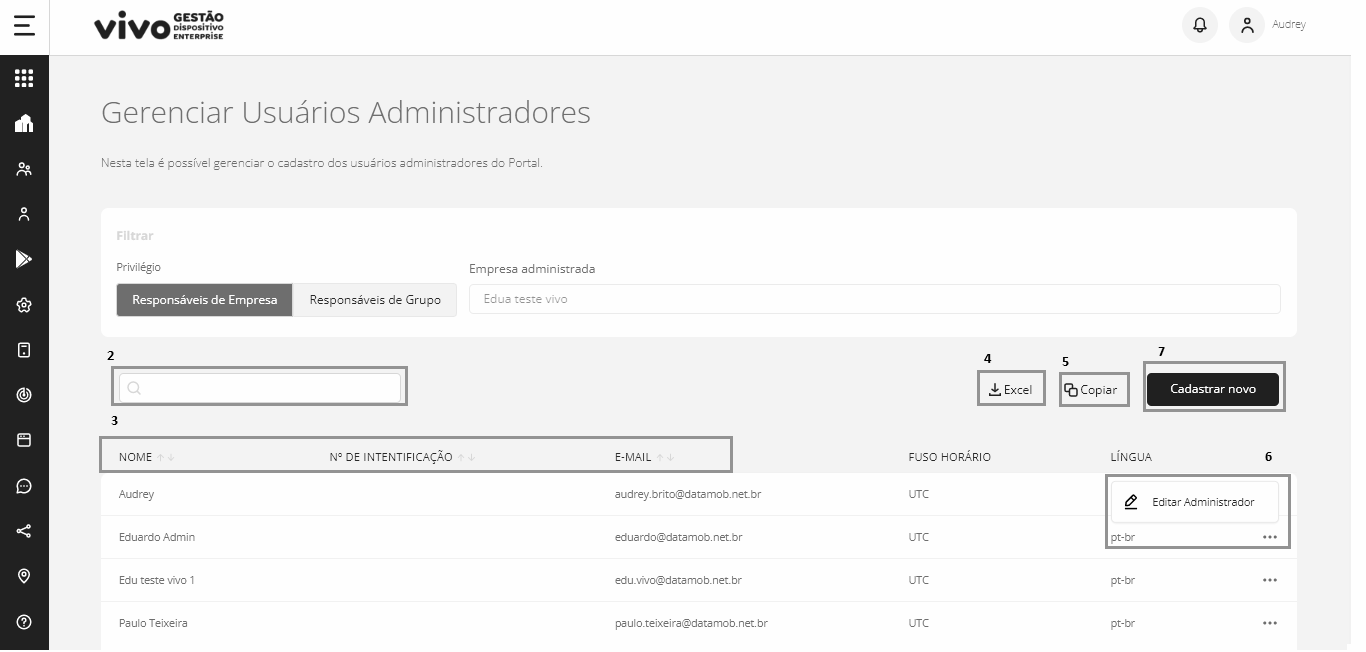 vivo GESTÃO DISPOSITIVO ENTERPRISE
Audrey
Gerenciar Usuários Administradores
Nesta tela é possível gerenciar o cadastro dos usuários administradores do Portal.
Filtrar
Privilégio
Empresa administrada
Responsáveis de Empresa Responsáveis de Grupo
Edua teste vivo
2
4
5
7
Excel
Copiar
Cadastrar novo
3
NOME Nº DE INTENTIFICAÇÃO E-MAIL FUSO HORÁRIO LÍNGUA 6
Audrey audrey.brito@datamob.net.br UTC
Editar Administrador
Eduardo Admin eduardo@datamob.net.br UTC pt-br
Edu teste vivo 1 edu.vivo@datamob.net.br UTC pt-br
Paulo Teixeira paulo.teixeira@datamob.net.br UTC pt-br